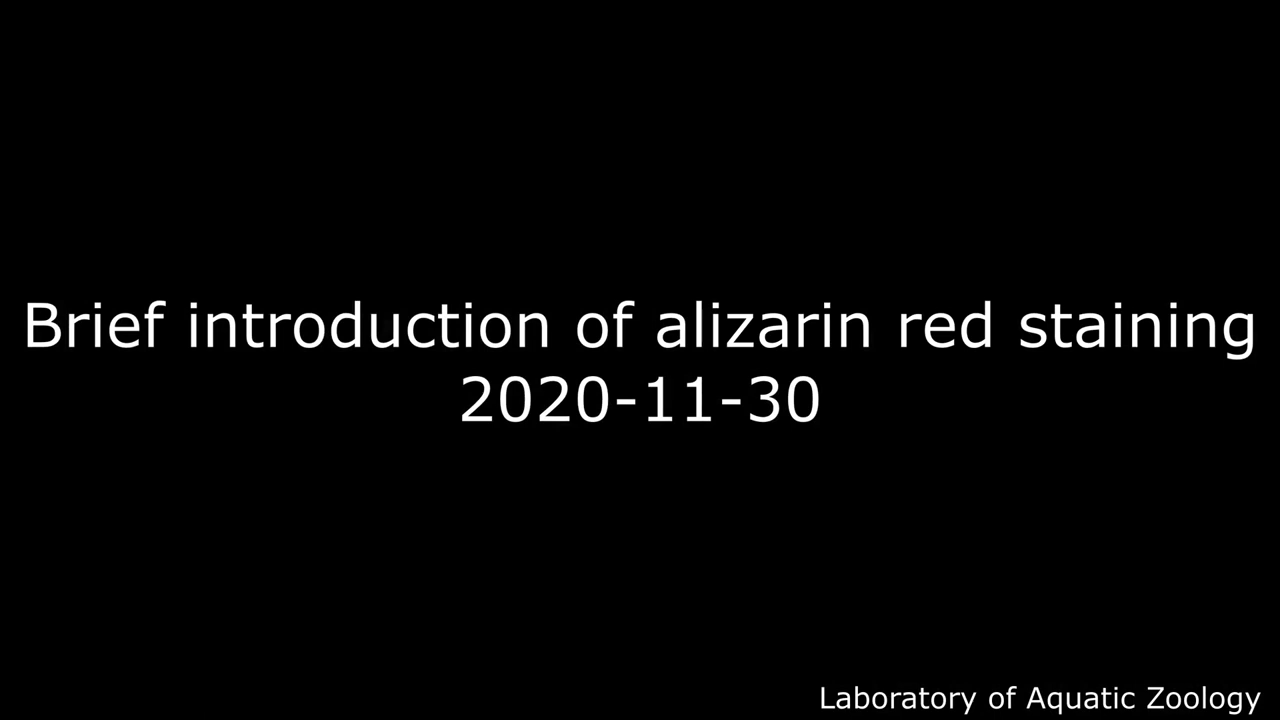 Brief introduction of alizarin red staining
2020-11-30
Laboratory of Aquatic Zoology